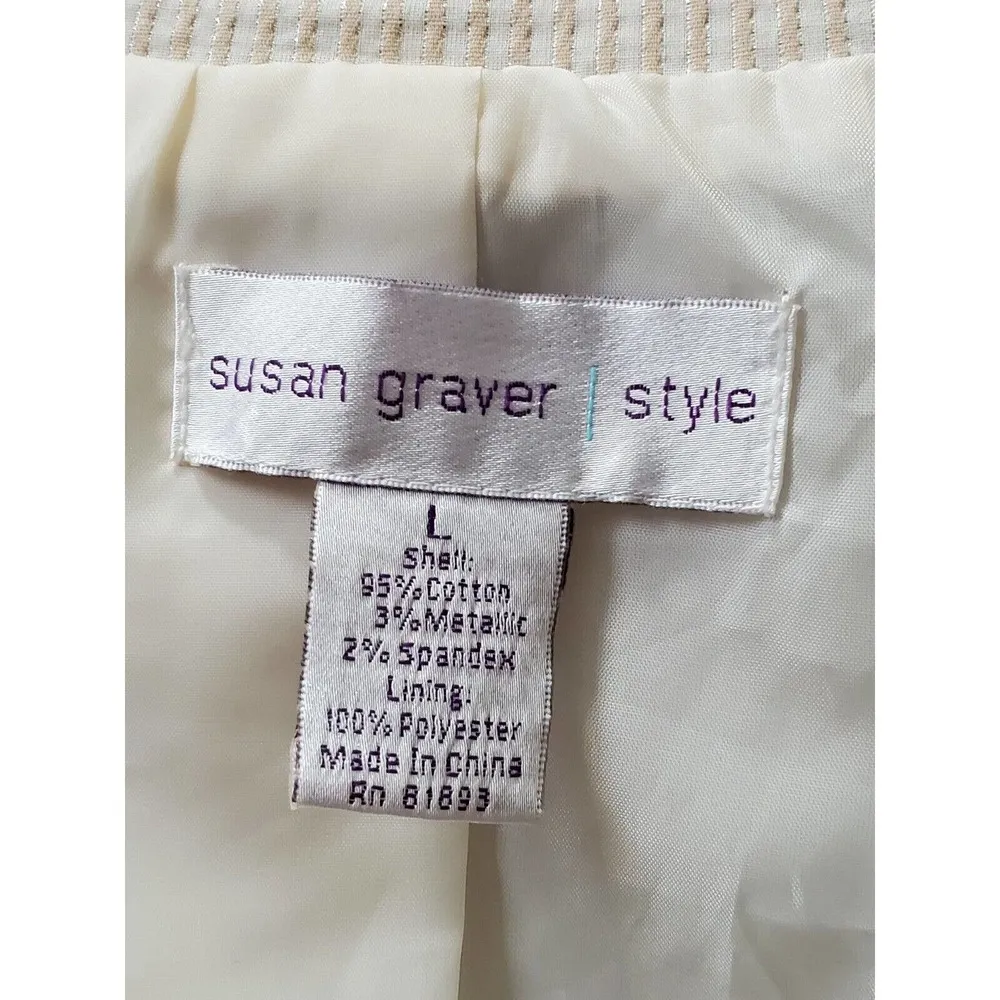 susan graver | style
L
Shell:
95% Cotton
3% Metallic
2% Spandex
Lining:
100% Polyester
Made In China
Rn 61893